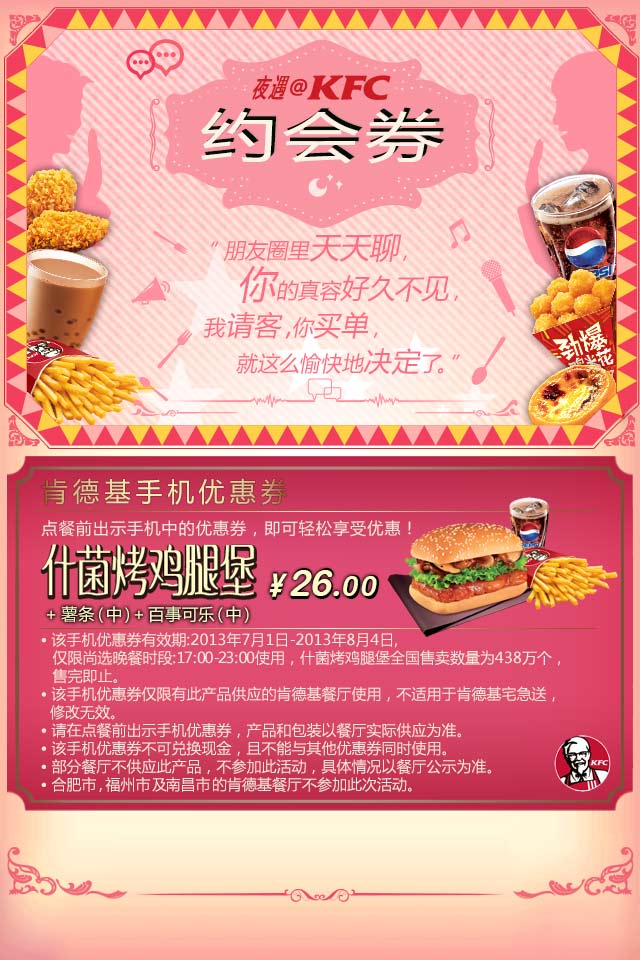 夜遇@KFC
约会券
“朋友圈里天天聊，
你的真容好久不见，
我请客，你买单，
就这么愉快地决定了。”
劲爆
肯德基手机优惠券
点餐前出示手机中的优惠券，即可轻松享受优惠！
什菌烤鸡腿堡 ¥26.00
+薯条(中)+百事可乐(中)
• 该手机优惠券有效期:2013年7月1日-2013年8月4日,
仅限尚选晚餐时段:17:00-23:00使用，什菌烤鸡腿堡全国售卖数量为438万个，
售完即止。
• 该手机优惠券仅限有此产品供应的肯德基餐厅使用，不适用于肯德基宅急送，
修改无效。
• 请在点餐前出示手机优惠券，产品和包装以餐厅实际供应为准。
• 该手机优惠券不可兑换现金，且不能与其他优惠券同时使用。
• 部分餐厅不供应此产品，不参加此活动，具体情况以餐厅公示为准。
• 合肥市，福州市及南昌市的肯德基餐厅不参加此次活动。
KFC